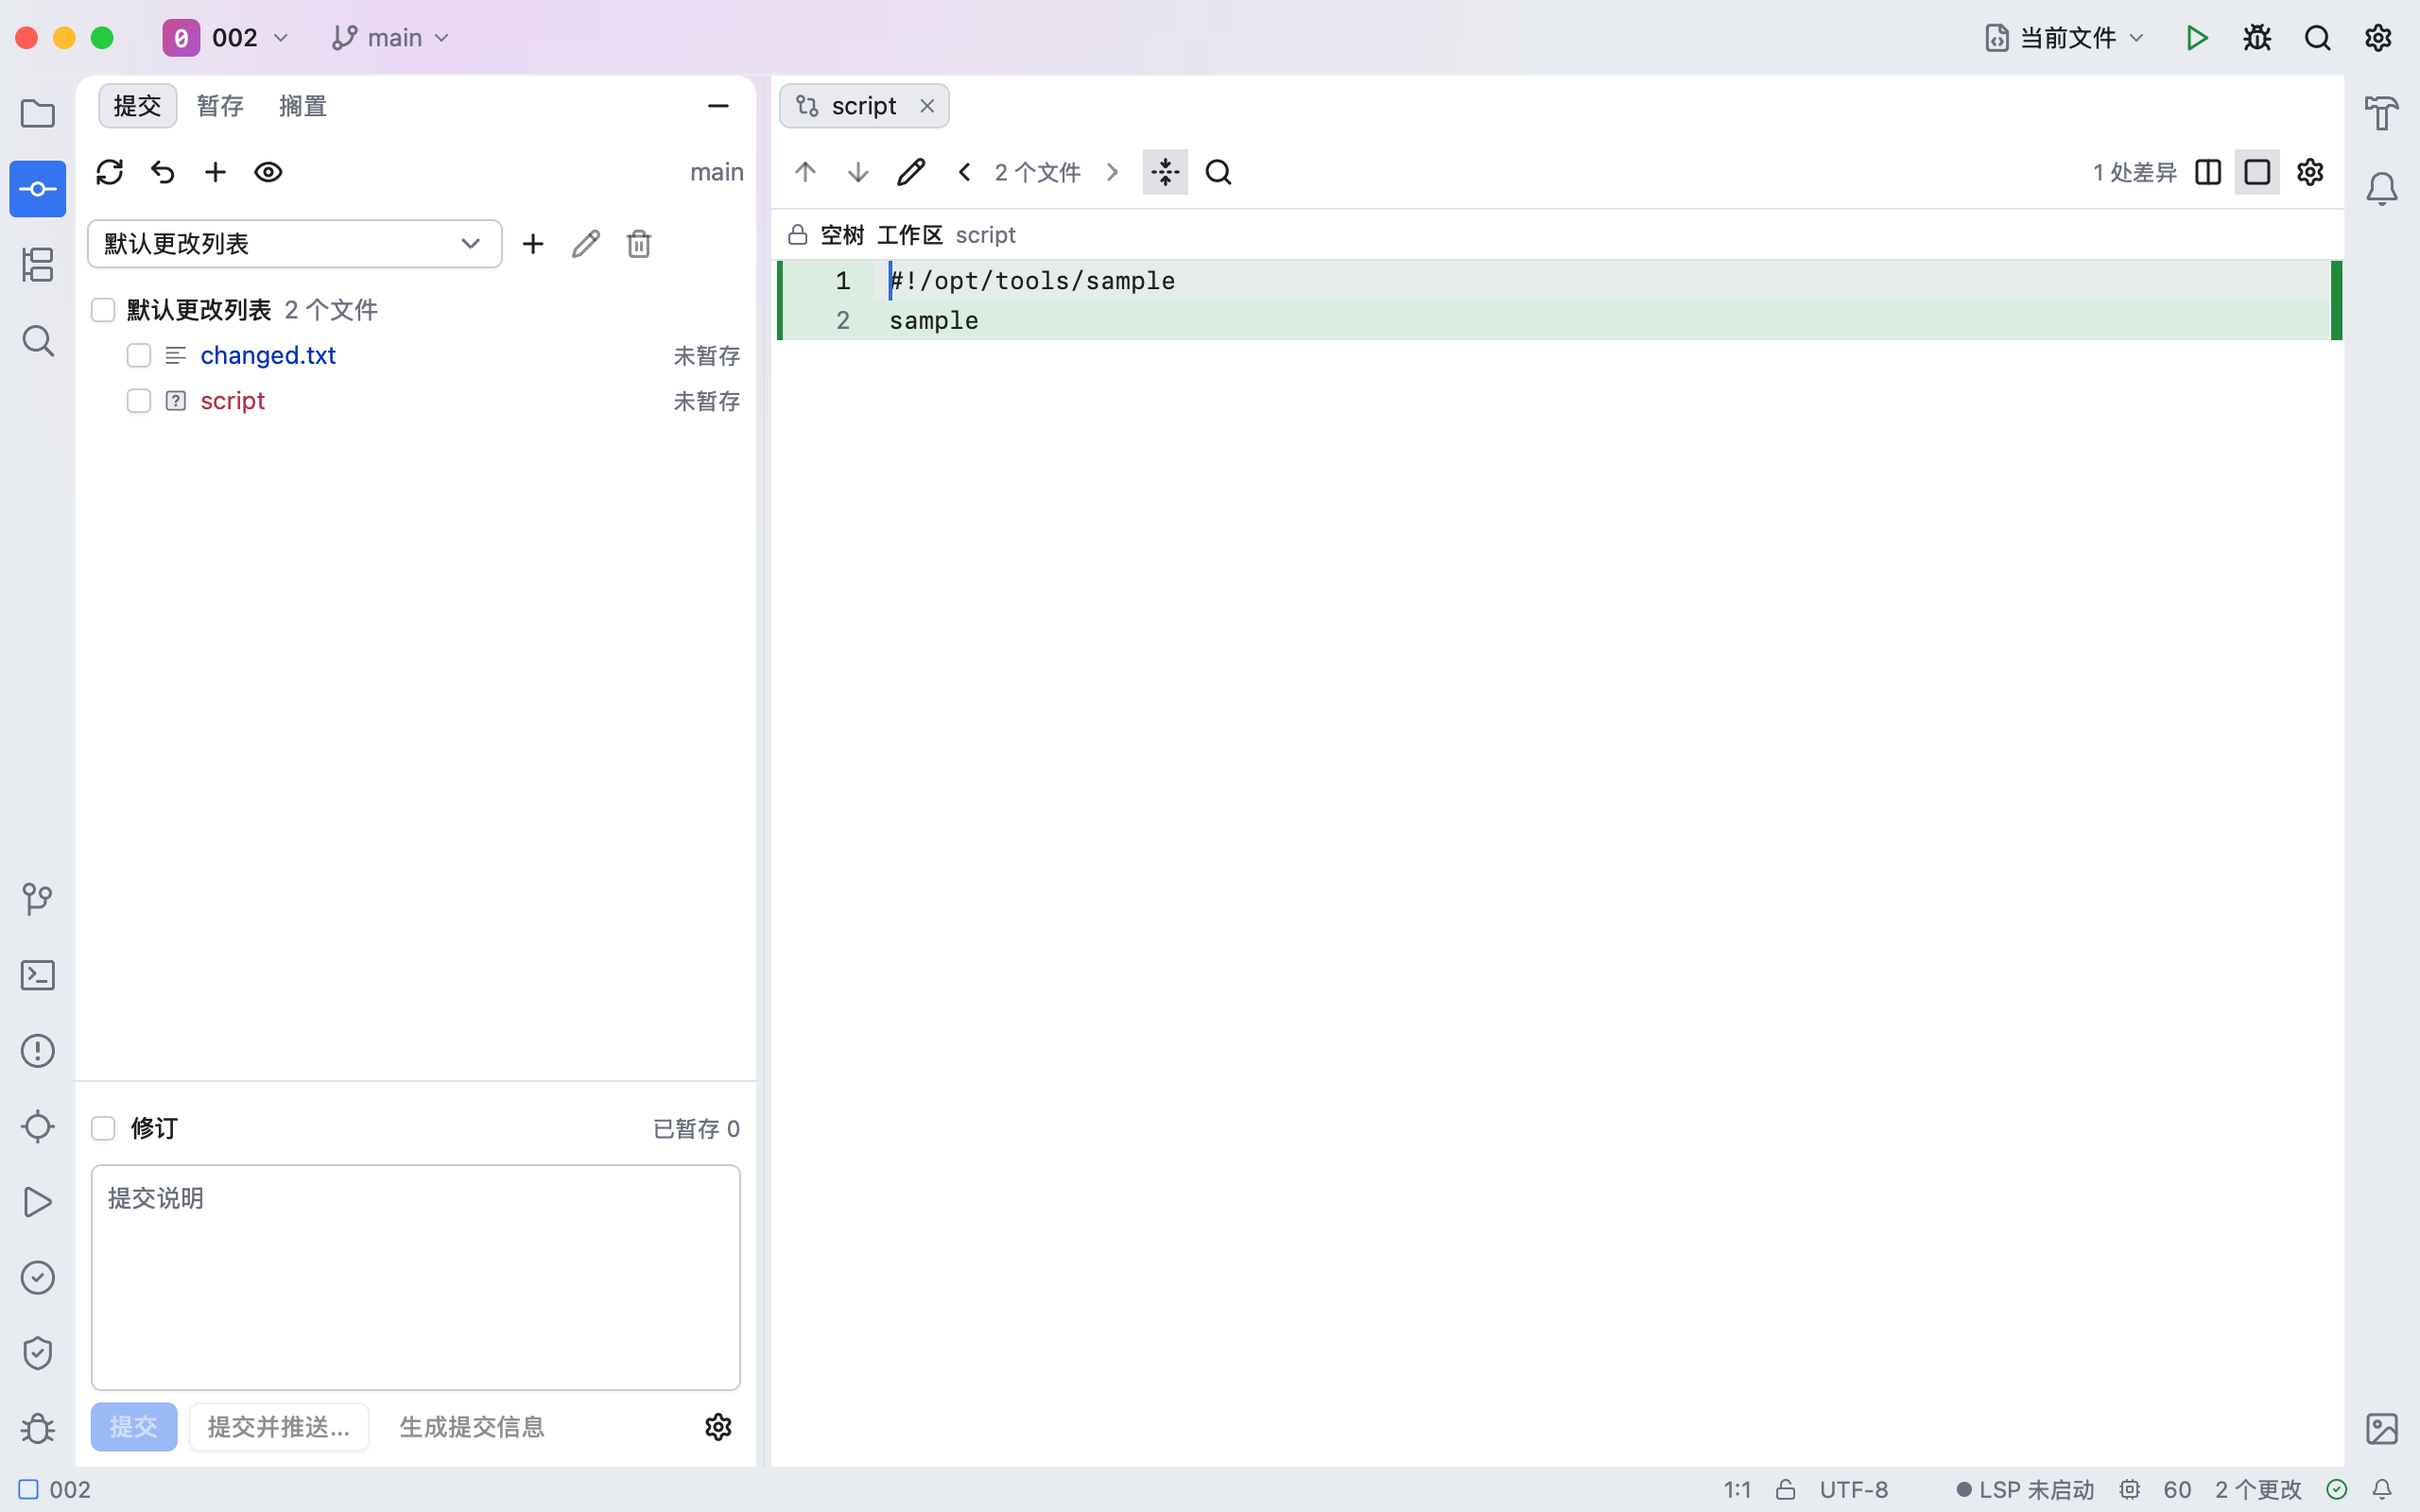 0 002 main 当前文件
提交 暂存 搁置
script
main
2 个文件
1 处差异
默认更改列表
空树 工作区 script
默认更改列表 2 个文件
changed.txt 未暂存
script 未暂存
1 #!/opt/tools/sample
2 sample
修订 已暂存 0
提交说明
提交 提交并推送... 生成提交信息
002 1:1 UTF-8 LSP 未启动 60 2 个更改